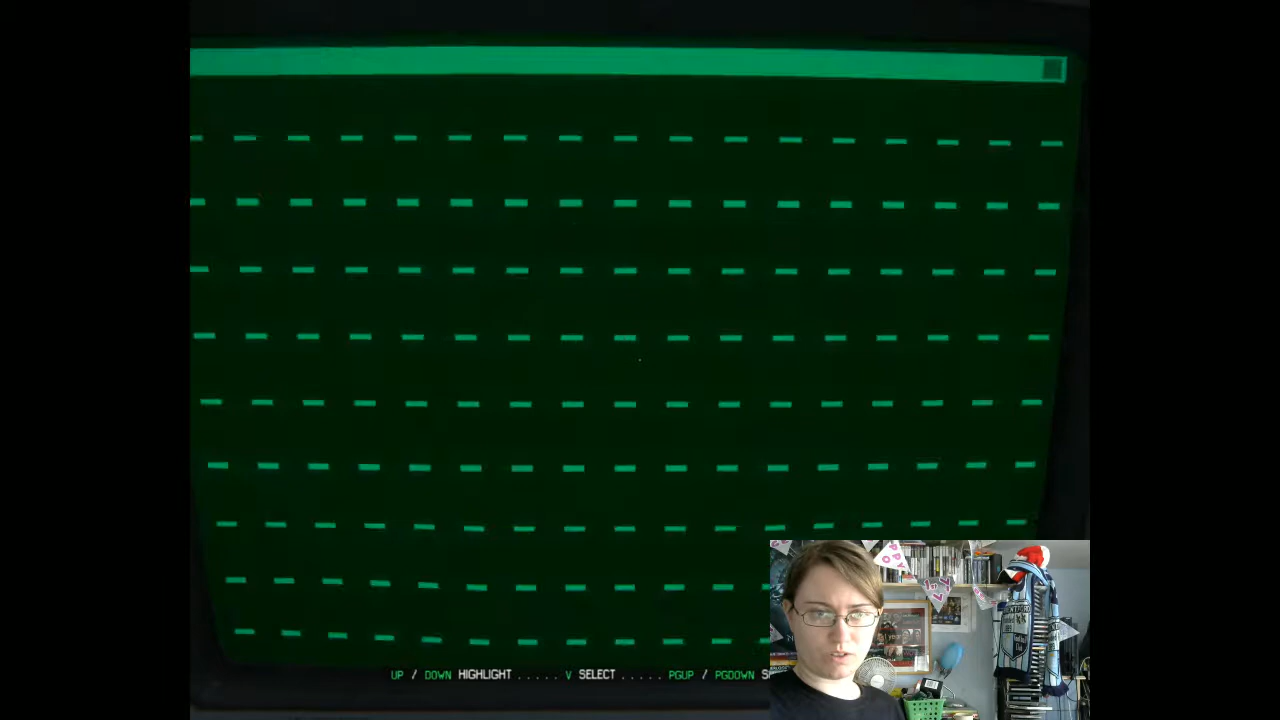 UP / DOWN HIGHLIGHT ..... V SELECT ..... PGUP / PGDOWN